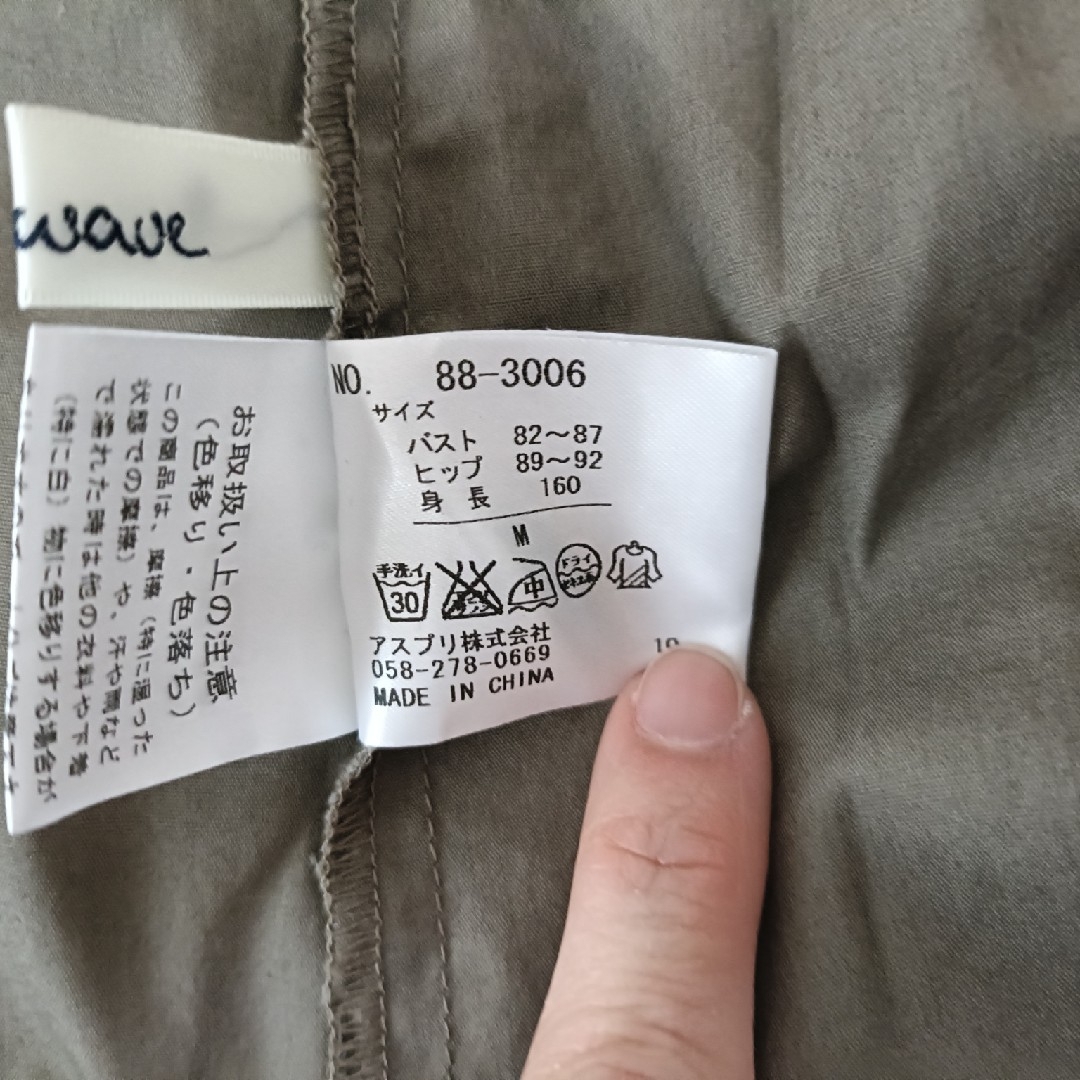 wave
NO. 88-3006
サイズ
バスト 82〜87
ヒップ 89〜92
身長 160
M
手洗イ
30
中
ドライ
アスプリ株式会社
058-278-0669
MADE IN CHINA
お取扱い上の注意
(色移り・色落ち)
この商品は、摩擦(特に湿った
状態での摩擦)や、汗や雨など
で濡れた時は他の衣料や下着
(特に白)物に色移りする場合が